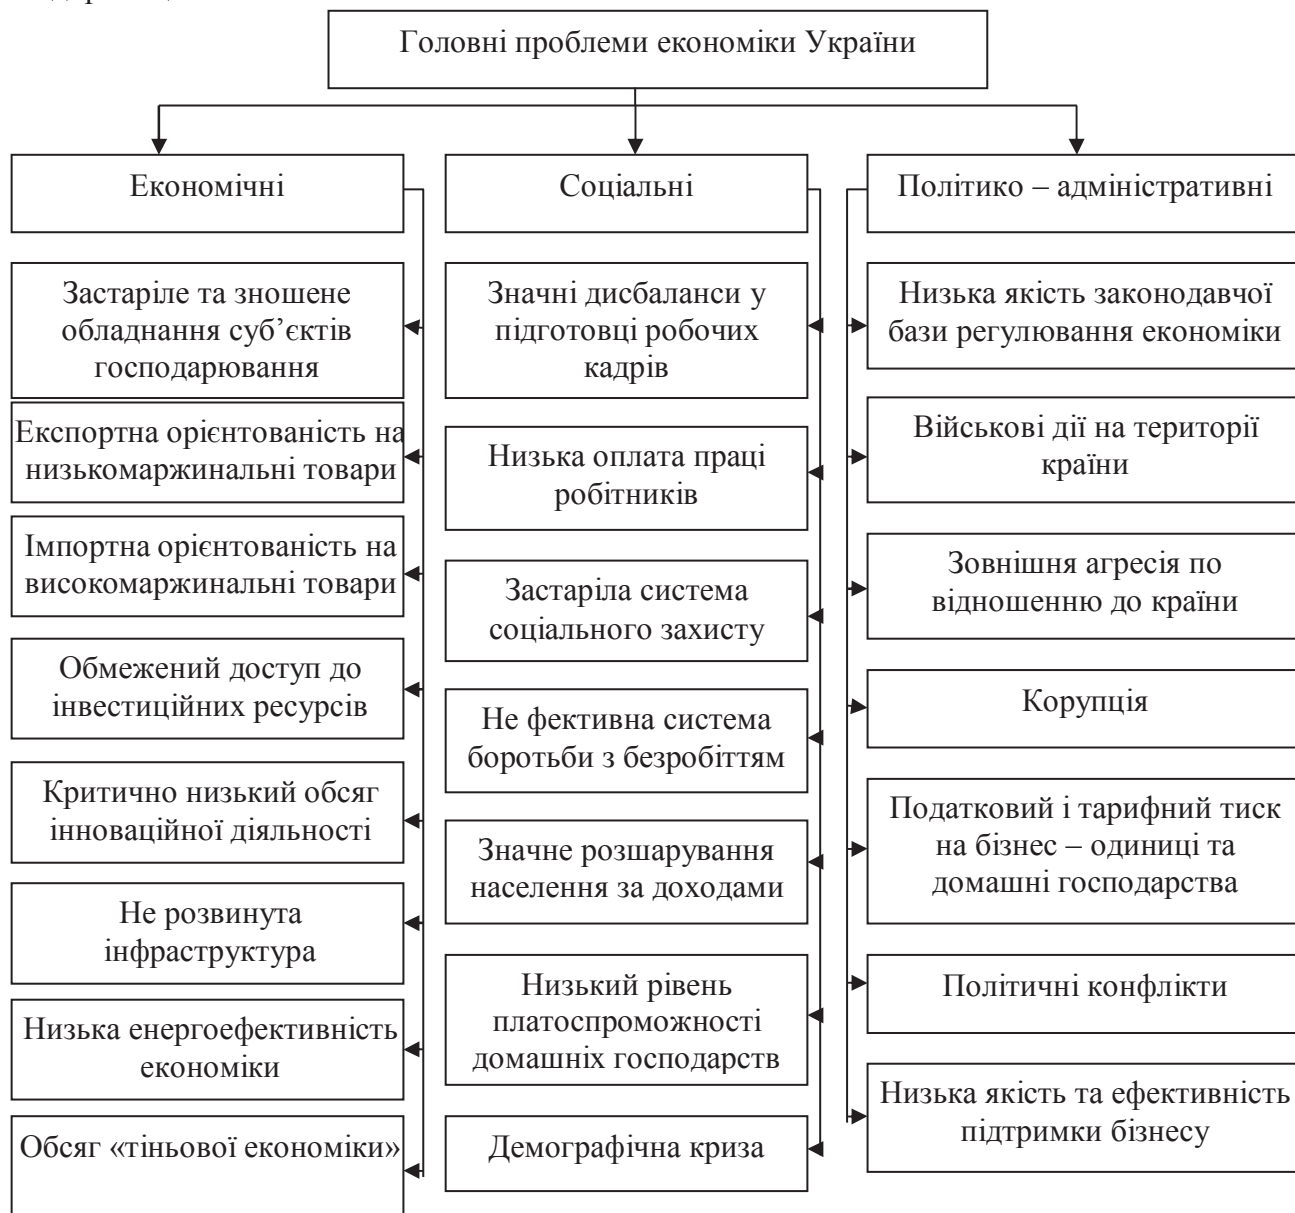 Головні проблеми економіки України
Економічні
Соціальні
Політико – адміністративні
Застаріле та зношене
обладнання суб’єктів
господарювання
Експортна орієнтованість на
низькомаржинальні товари
Імпортна орієнтованість на
високомаржинальні товари
Обмежений доступ до
інвестиційних ресурсів
Критично низький обсяг
інноваційної діяльності
Не розвинута
інфраструктура
Низька енергоефективність
економіки
Обсяг «тіньової економіки»
Значні дисбаланси у
підготовці робочих
кадрів
Низька оплата праці
робітників
Застаріла система
соціального захисту
Не фективна система
боротьби з безробіттям
Значне розшарування
населення за доходами
Низький рівень
платоспроможності
домашніх господарств
Демографічна криза
Низька якість законодавчої
бази регулювання економіки
Військові дії на території
країни
Зовнішня агресія по
відношенню до країни
Корупція
Податковий і тарифний тиск
на бізнес – одиниці та
домашні господарства
Політичні конфлікти
Низька якість та ефективність
підтримки бізнесу